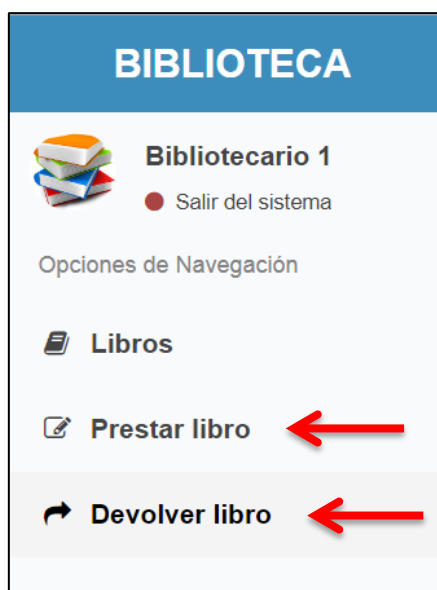 BIBLIOTECA
Bibliotecario 1
Salir del sistema
Opciones de Navegación
Libros
Prestar libro
Devolver libro